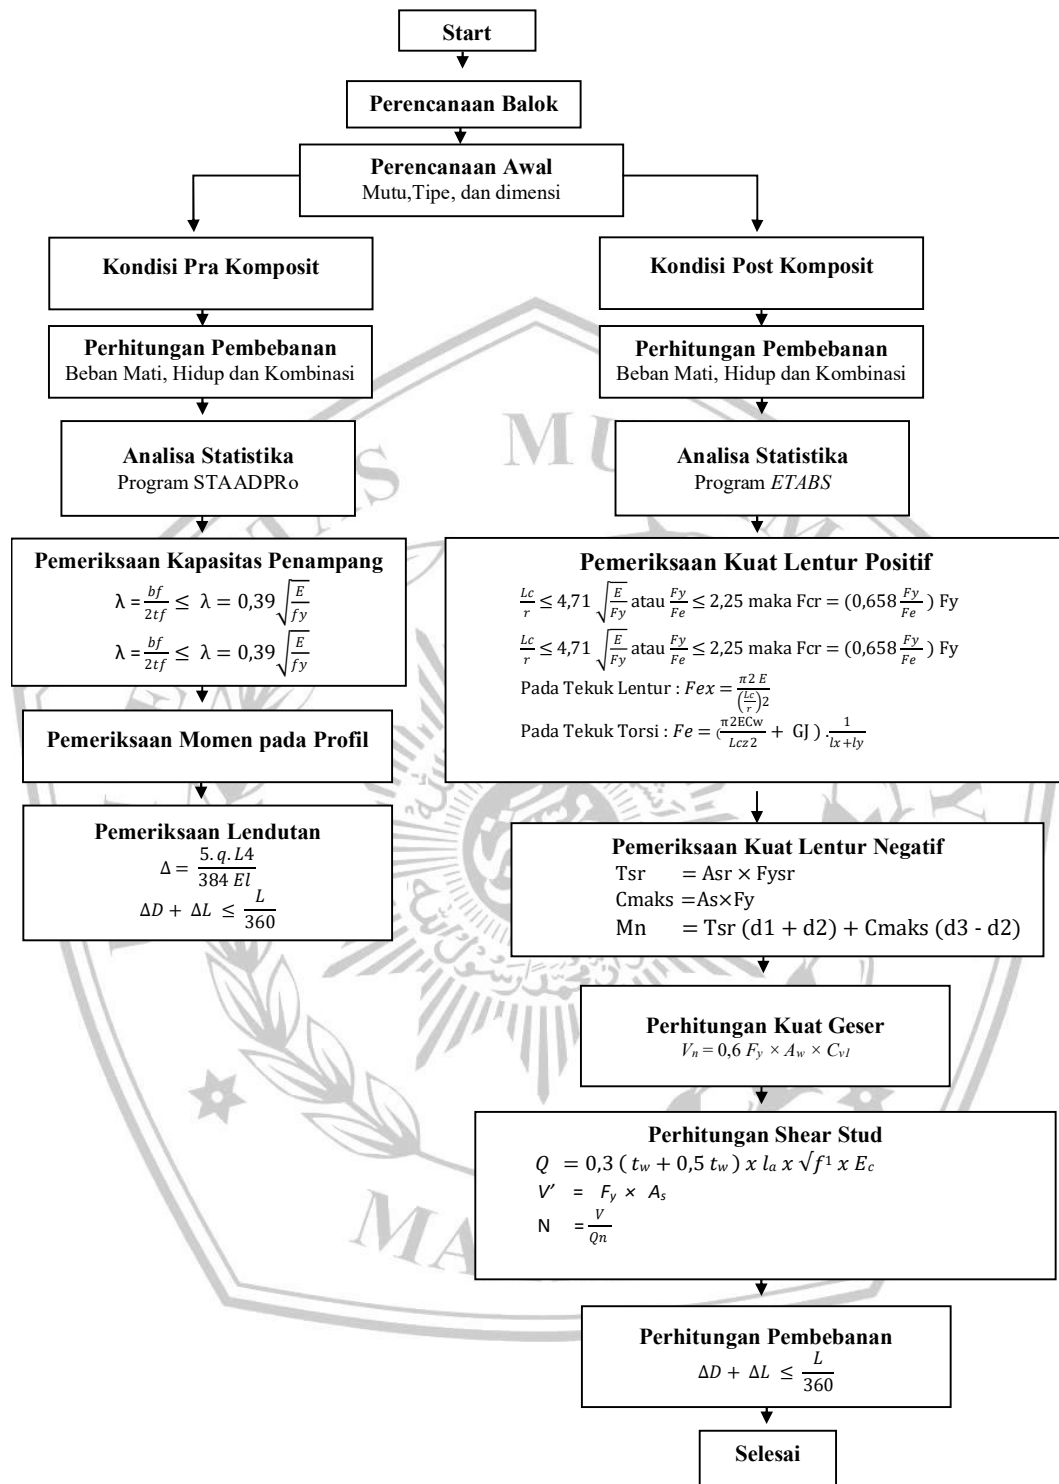 Start
Perencanaan Balok
Perencanaan Awal
Mutu,Tipe, dan dimensi
Kondisi Pra Komposit
Perhitungan Pembebanan
Beban Mati, Hidup dan Kombinasi
Analisa Statistika
Program STAADPRo
Pemeriksaan Kapasitas Penampang
λ = bf/2tf ≤ λ = 0,39 √(E/fy)
λ = bf/2tf ≤ λ = 0,39 √(E/fy)
Pemeriksaan Momen pada Profil
Pemeriksaan Lendutan
Δ = 5. q. L4/384 El
ΔD + ΔL ≤ L/360
Kondisi Post Komposit
Perhitungan Pembebanan
Beban Mati, Hidup dan Kombinasi
Analisa Statistika
Program ETABS
Pemeriksaan Kuat Lentur Positif
Lc/r ≤ 4,71 √(E/Fy) atau Fy/Fe ≤ 2,25 maka Fcr = (0,658 Fy/Fe ) Fy
Lc/r ≤ 4,71 √(E/Fy) atau Fy/Fe ≤ 2,25 maka Fcr = (0,658 Fy/Fe ) Fy
Pada Tekuk Lentur : Fex = π2 E/(Lc/r)2
Pada Tekuk Torsi : Fe = (π2ECw/Lcz2 + GJ ) . 1/lx+ly
Pemeriksaan Kuat Lentur Negatif
Tsr = Asr × Fysr
Cmaks =As×Fy
Mn = Tsr (d1 + d2) + Cmaks (d3 - d2)
Perhitungan Kuat Geser
Vn = 0,6 Fy × Aw × Cv1
Perhitungan Shear Stud
Q = 0,3 ( tw + 0,5 tw ) x la x √f¹ x Ec
V' = Fy × As
N = V/Qn
Perhitungan Pembebanan
ΔD + ΔL ≤ L/360
Selesai